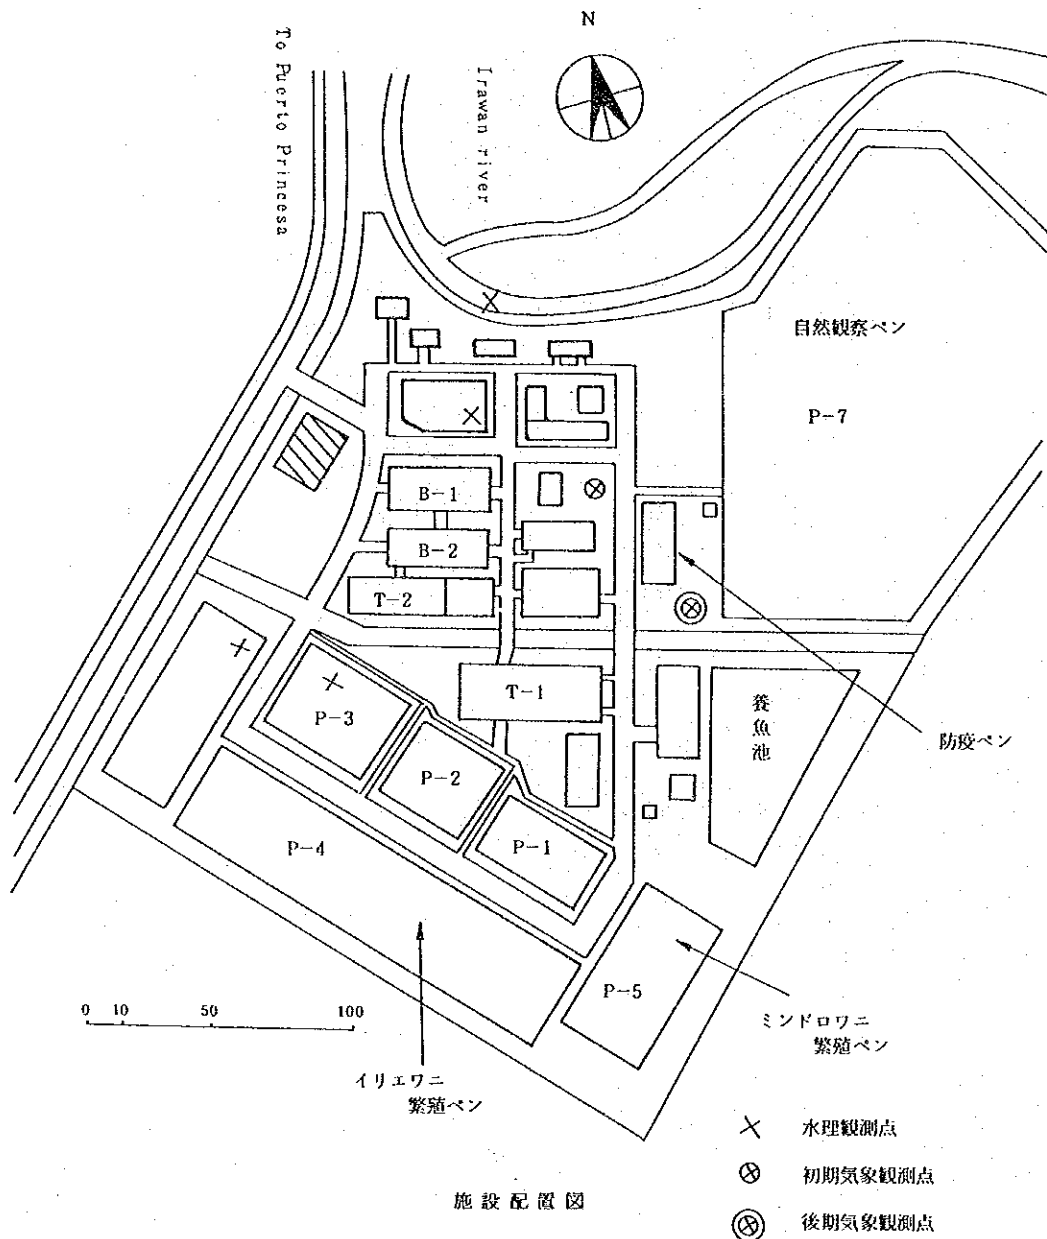 N
To Puerto Princesa
Irawan river
自然観察ペン
P-7
B-1
B-2
T-2
T-1
P-3
P-2
P-1
P-4
P-5
養魚池
防疫ペン
0 10 50 100
ミンドロワニ
繁殖ペン
イリエワニ
繁殖ペン
水理観測点
初期気象観測点
後期気象観測点
施設配置図